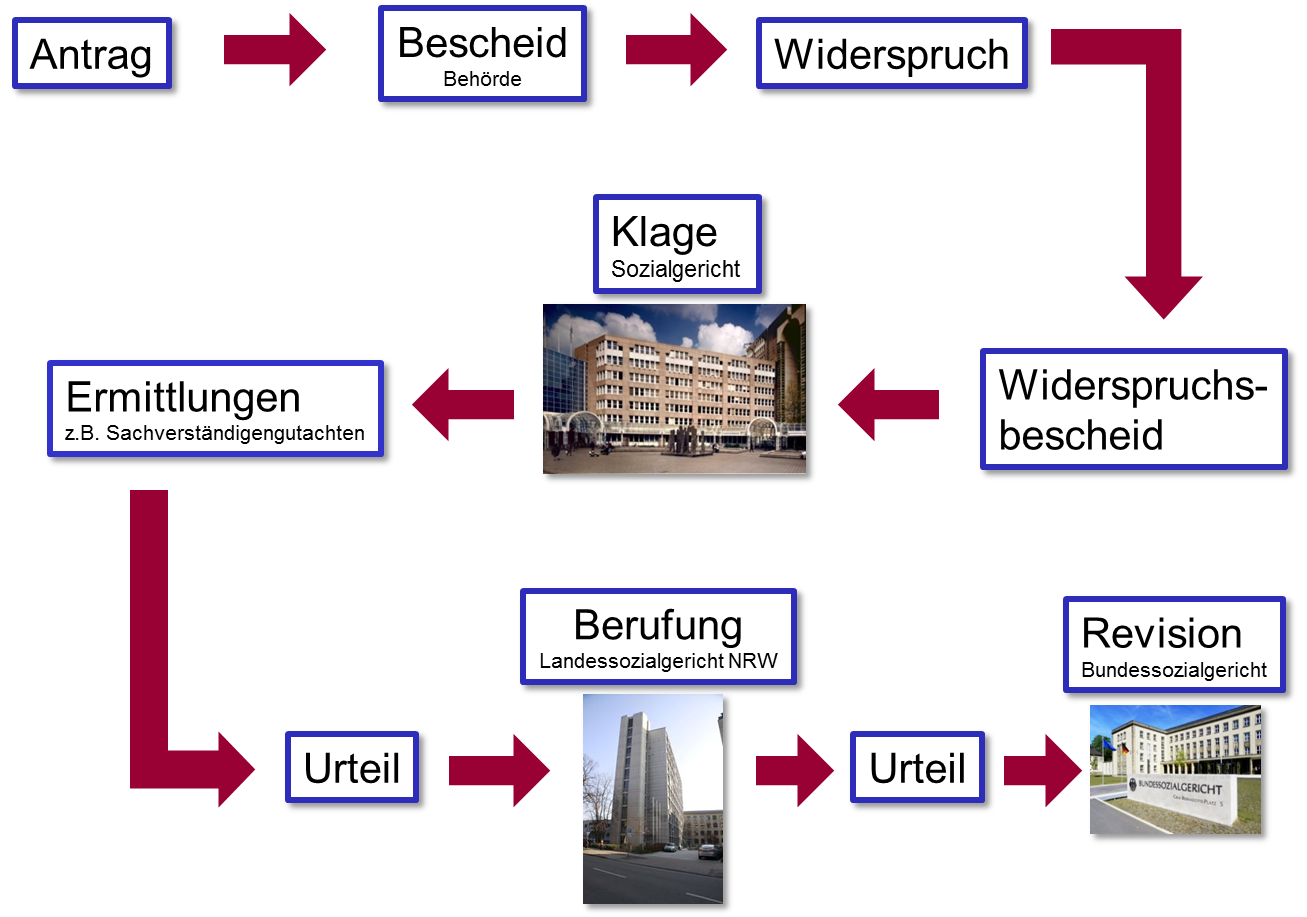 Antrag
Bescheid
Behörde
Widerspruch
Klage
Sozialgericht
Ermittlungen
z.B. Sachverständigengutachten
Widerspruchs-
bescheid
Berufung
Landessozialgericht NRW
Revision
Bundessozialgericht
Urteil
Urteil
BUNDESSOZIALGERICHT